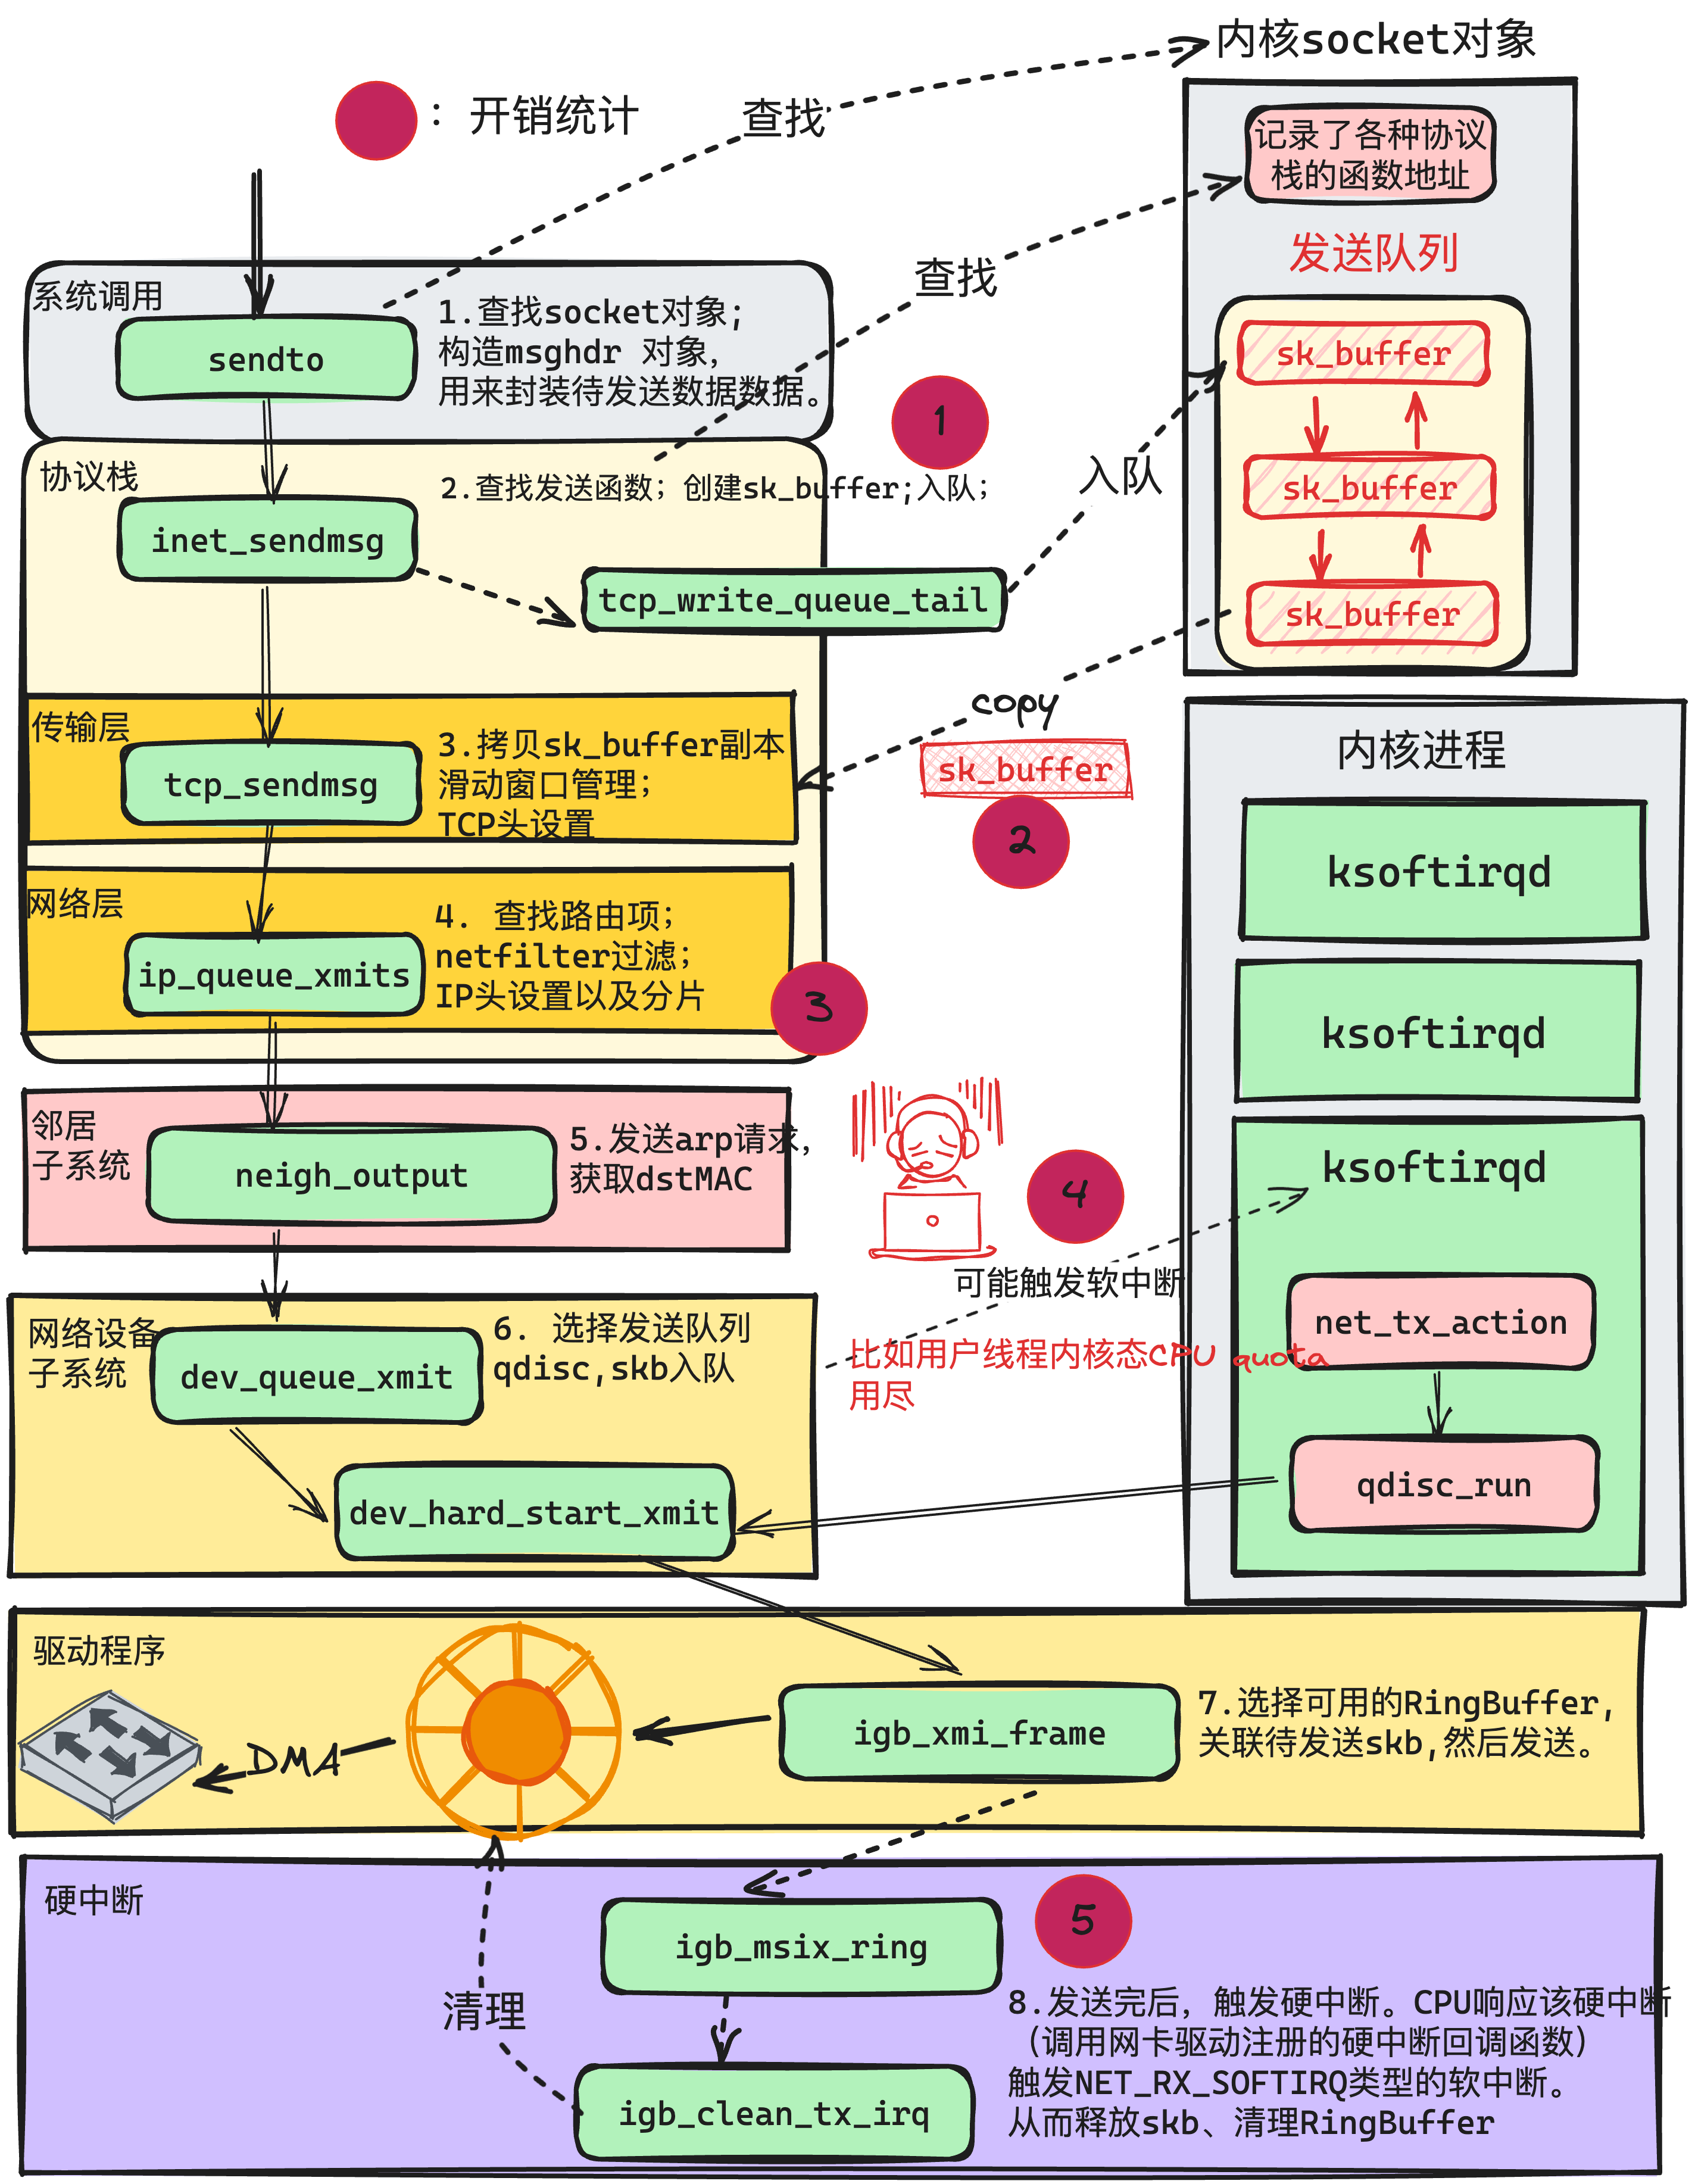 内核socket对象
：开销统计
查找
记录了各种协议
栈的函数地址
发送队列
查找
系统调用
sendto
1.查找socket对象;
构造msghdr 对象,
用来封装待发送数据数据。
sk_buffer
sk_buffer
sk_buffer
1
入队
协议栈
2.查找发送函数; 创建sk_buffer;入队;
inet_sendmsg
tcp_write_queue_tail
copy
sk_buffer
2
传输层
tcp_sendmsg
3.拷贝sk_buffer副本
滑动窗口管理;
TCP头设置
网络层
ip_queue_xmits
4. 查找路由项;
netfilter过滤;
IP头设置以及分片
3
内核进程
ksoftirqd
ksoftirqd
ksoftirqd
net_tx_action
qdisc_run
邻居
子系统
neigh_output
5.发送arp请求,
获取dstMAC
4
可能触发软中断
比如用户线程内核态CPU quota
用尽
网络设备
子系统
dev_queue_xmit
6. 选择发送队列
qdisc,skb入队
dev_hard_start_xmit
驱动程序
DMA
igb_xmi_frame
7.选择可用的RingBuffer,
关联待发送skb,然后发送。
硬中断
清理
igb_msix_ring
igb_clean_tx_irq
5
8.发送完后，触发硬中断。CPU响应该硬中断
（调用网卡驱动注册的硬中断回调函数）
触发NET_RX_SOFTIRQ类型的软中断。
从而释放skb、清理RingBuffer